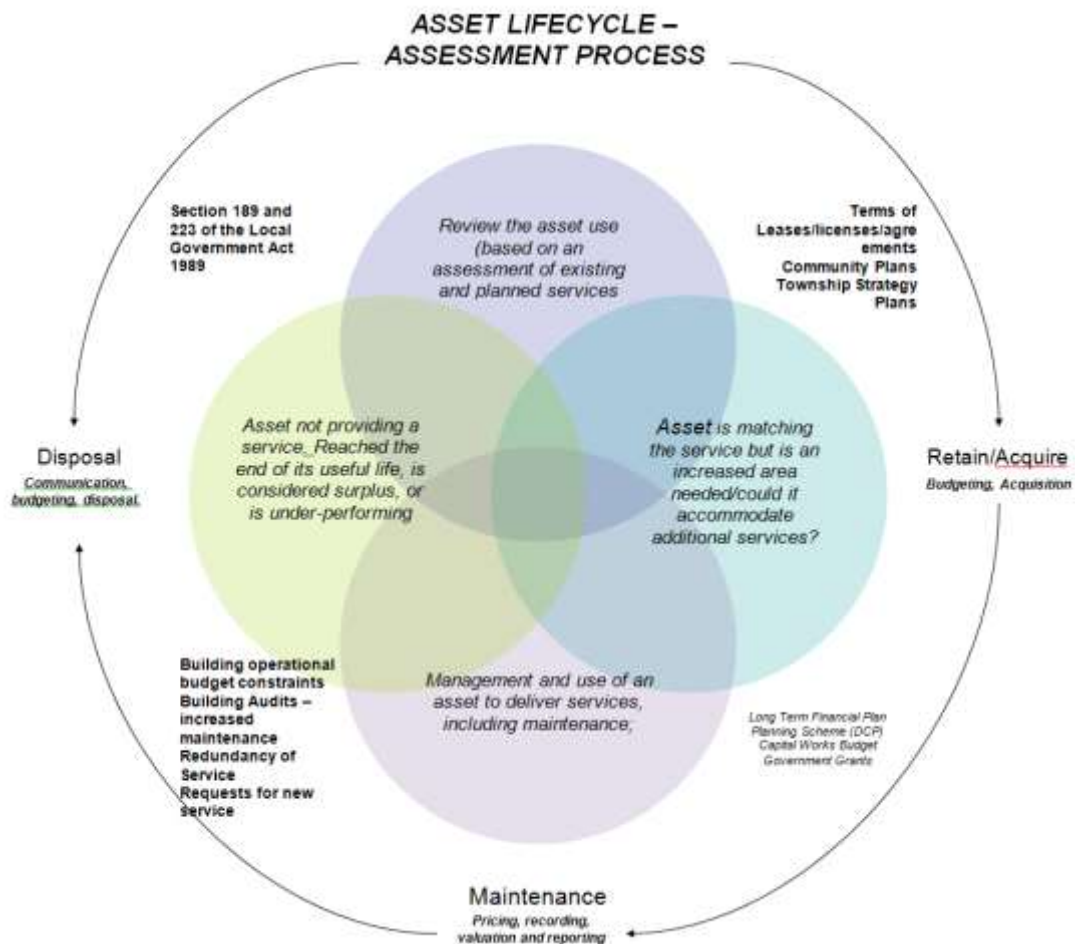 ASSET LIFECYCLE –
ASSESSMENT PROCESS
Section 189 and
223 of the Local
Government Act
1989
Review the asset use
(based on an
assessment of existing
and planned services
Terms of
Leases/licenses/agre
ements
Community Plans
Township Strategy
Plans
Disposal
Communication,
budgeting, disposal.
Asset not providing a
service. Reached the
end of its useful life, is
considered surplus, or
is under-performing
Asset is matching
the service but is an
increased area
needed/could it
accommodate
additional services?
Retain/Acquire
Budgeting, Acquisition
Building operational
budget constraints
Building Audits –
increased
maintenance
Redundancy of
Service
Requests for new
service
Management and use of an
asset to deliver services,
including maintenance;
Long Term Financial Plan
Planning Scheme (DCP)
Capital Works Budget
Government Grants
Maintenance
Pricing, recording,
valuation and reporting